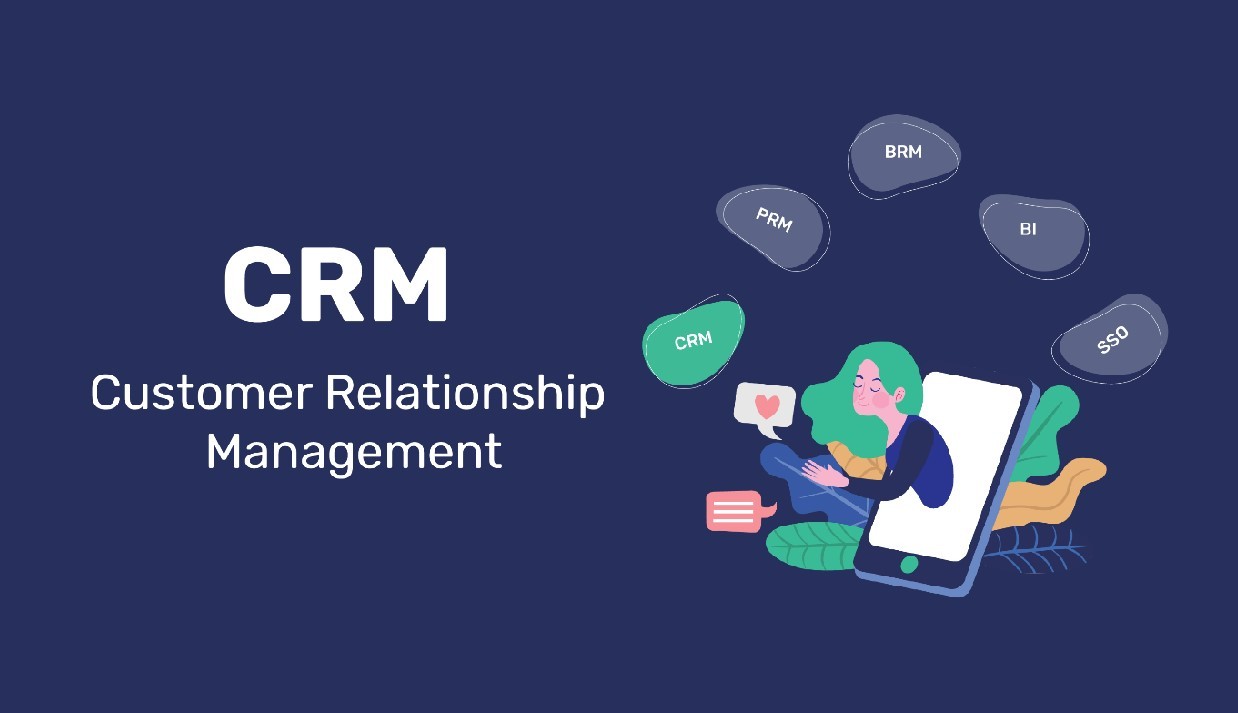 CRM
Customer Relationship
Management
BRM
PRM
BI
CRM
SSO